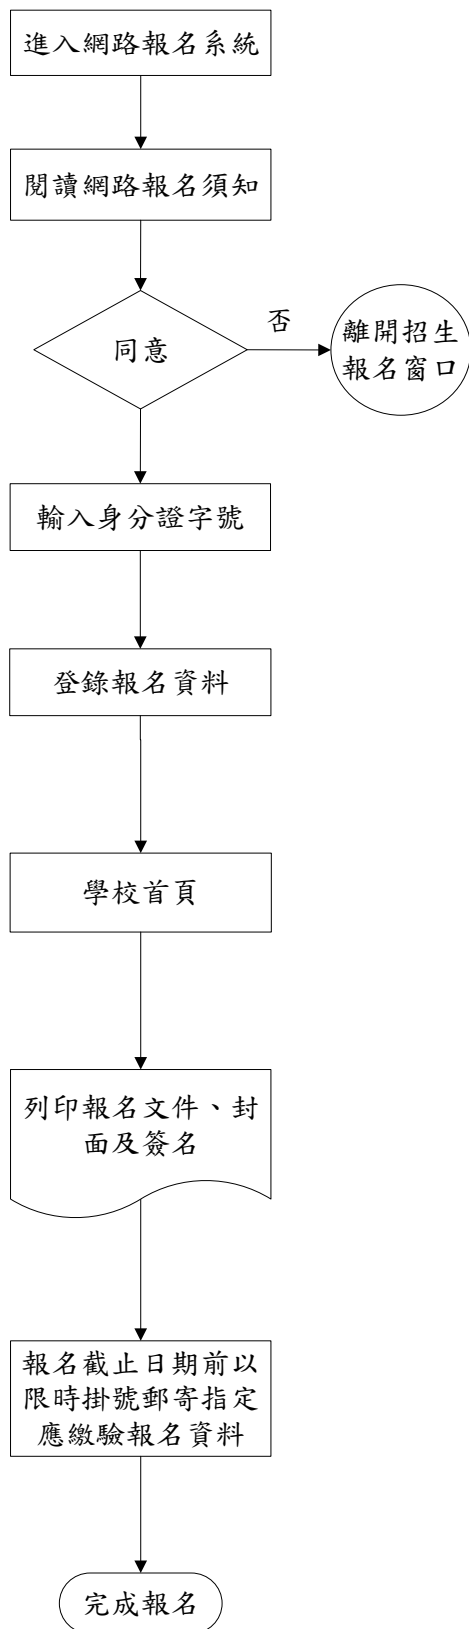 進入網路報名系統
閱讀網路報名須知
同意
否
離開招生
報名窗口
輸入身分證字號
登錄報名資料
學校首頁
列印報名文件、封
面及簽名
報名截止日期前以
限時掛號郵寄指定
應繳驗報名資料
完成報名